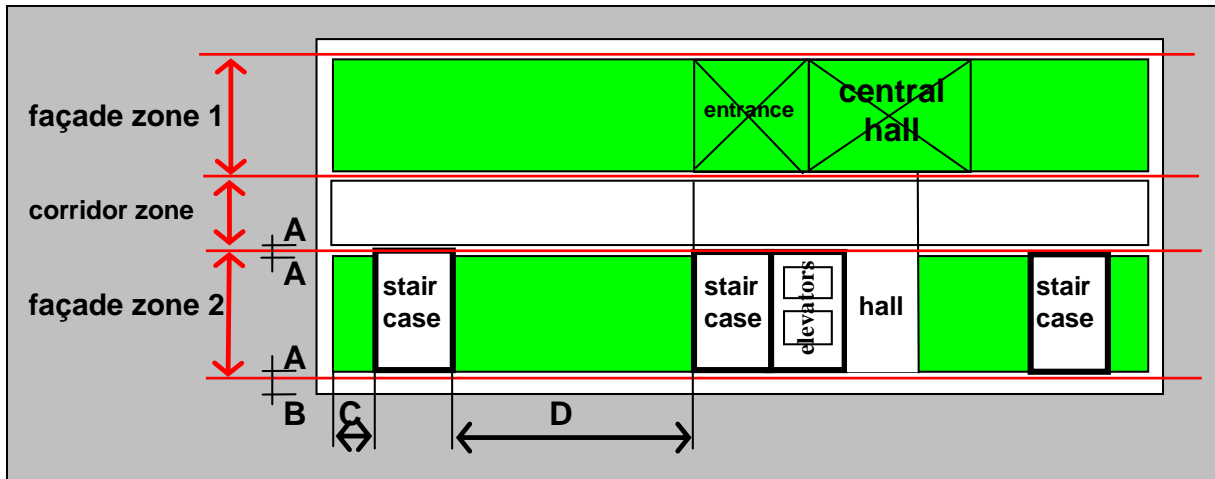 façade zone 1
entrance
central
hall
corridor zone
A
A
façade zone 2
stair
case
stair
case
elevators
hall
stair
case
A
B
C
D